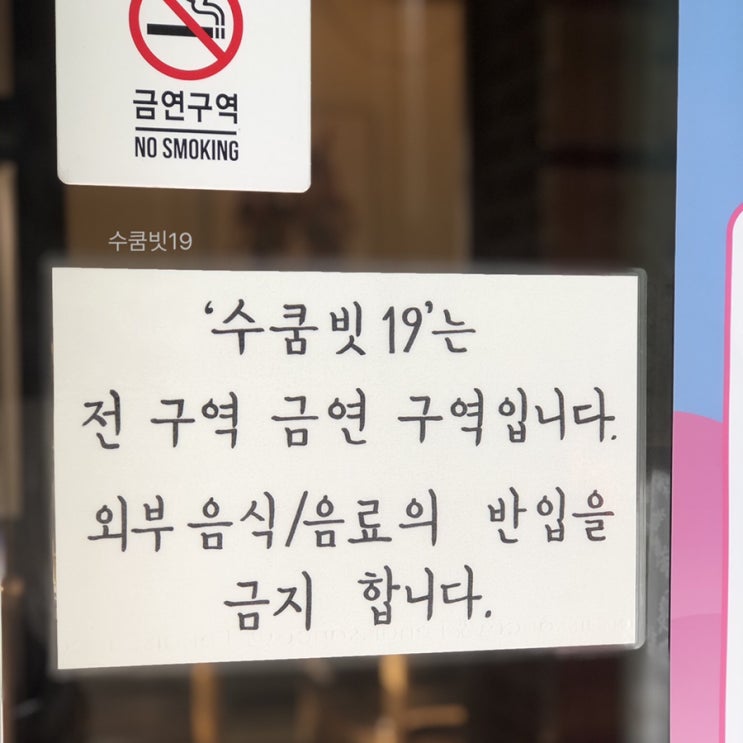 금연구역
NO SMOKING
수쿰빗19
‘수쿰빗 19’는
전 구역 금연 구역입니다.
외부 음식/음료의 반입을
금지 합니다.